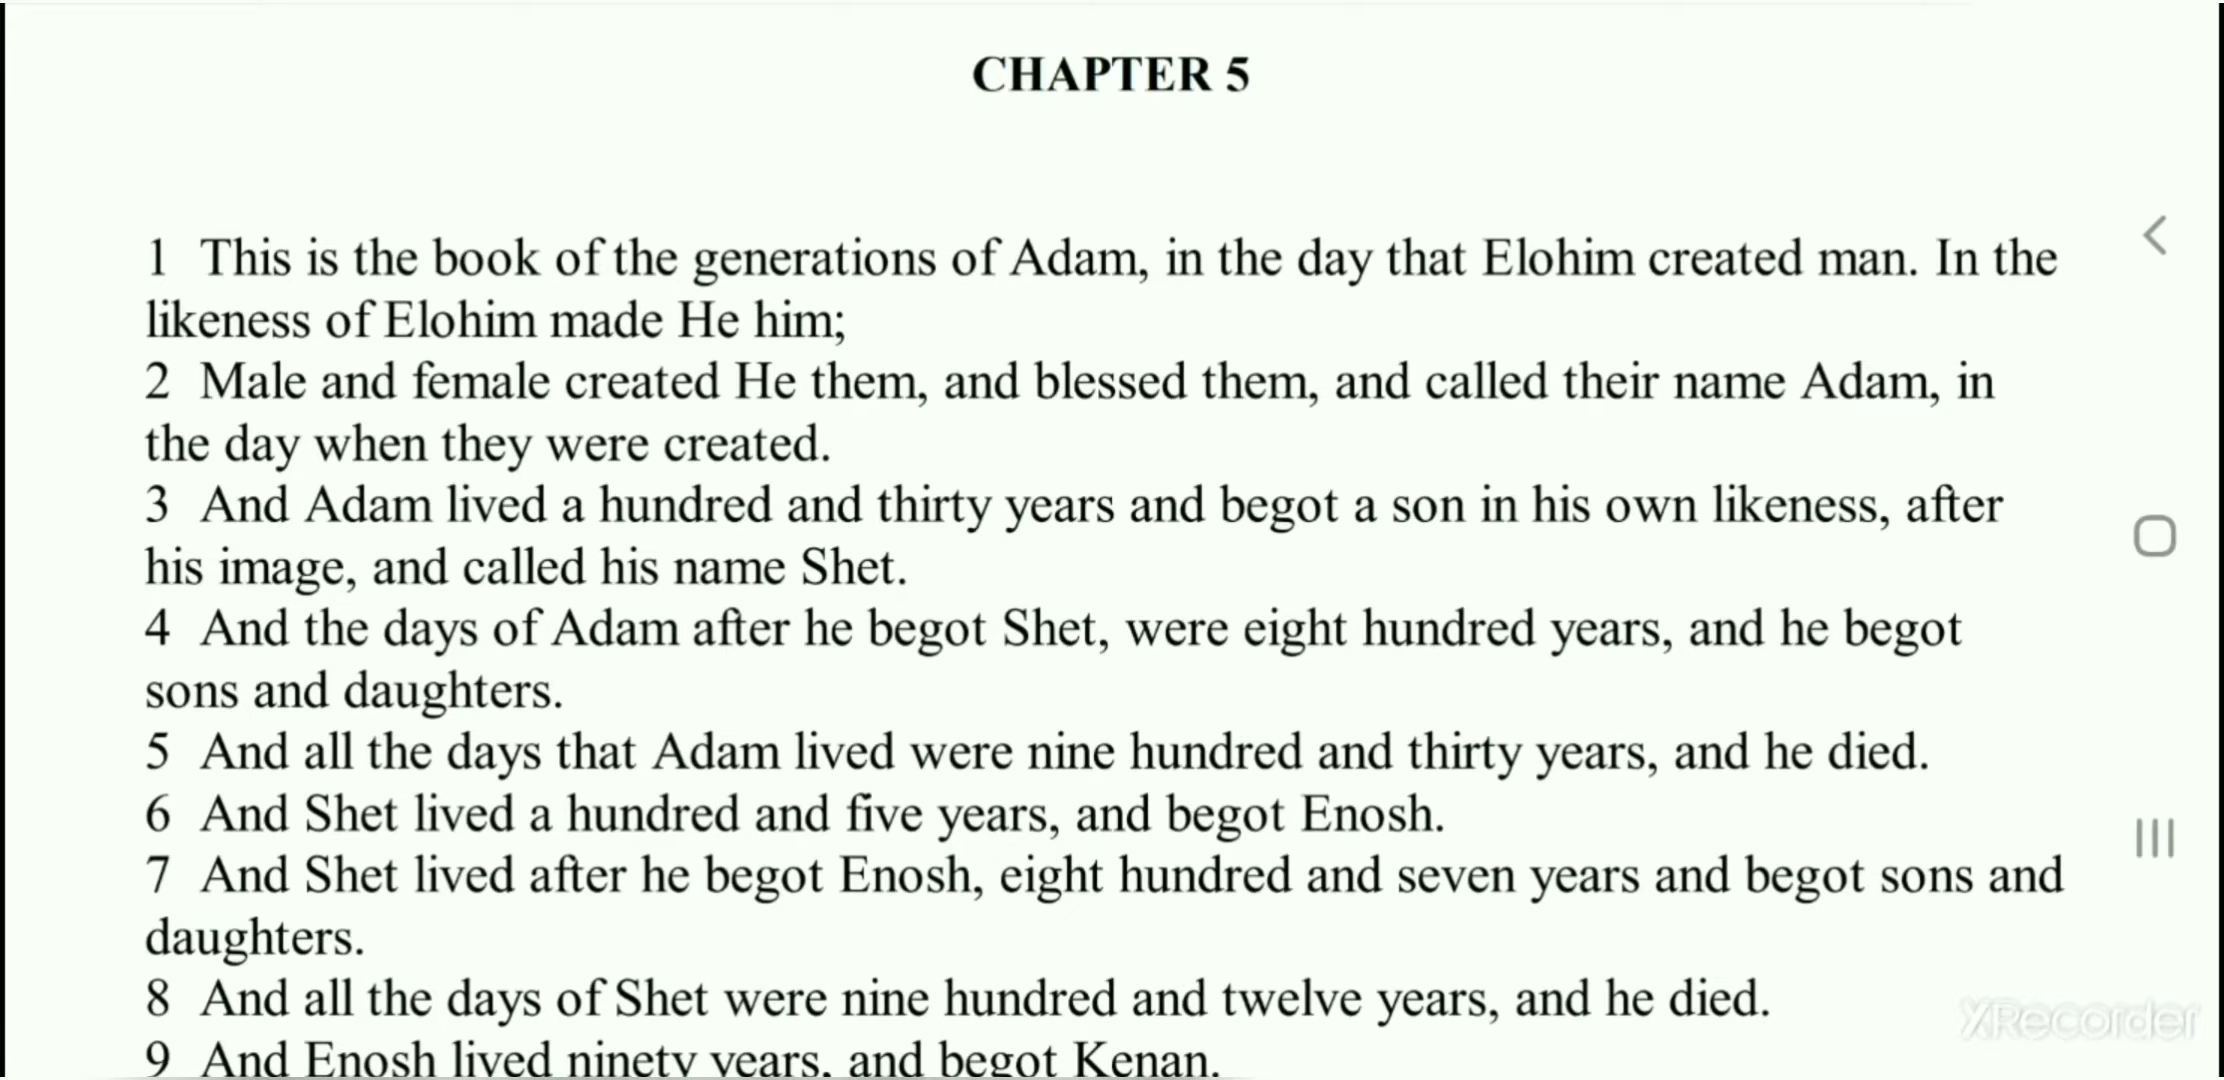 CHAPTER 5
1 This is the book of the generations of Adam, in the day that Elohim created man. In the
likeness of Elohim made He him;
2 Male and female created He them, and blessed them, and called their name Adam, in
the day when they were created.
3 And Adam lived a hundred and thirty years and begot a son in his own likeness, after
his image, and called his name Shet.
4 And the days of Adam after he begot Shet, were eight hundred years, and he begot
sons and daughters.
5 And all the days that Adam lived were nine hundred and thirty years, and he died.
6 And Shet lived a hundred and five years, and begot Enosh.
7 And Shet lived after he begot Enosh, eight hundred and seven years and begot sons and
daughters.
8 And all the days of Shet were nine hundred and twelve years, and he died.
9 And Enosh lived ninety years, and begot Kenan.
XRecorder